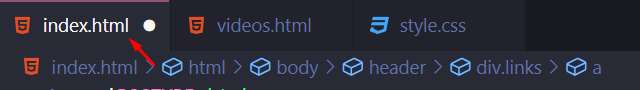 index.html videos.html style.css
index.html > html > body > header > div.links > a